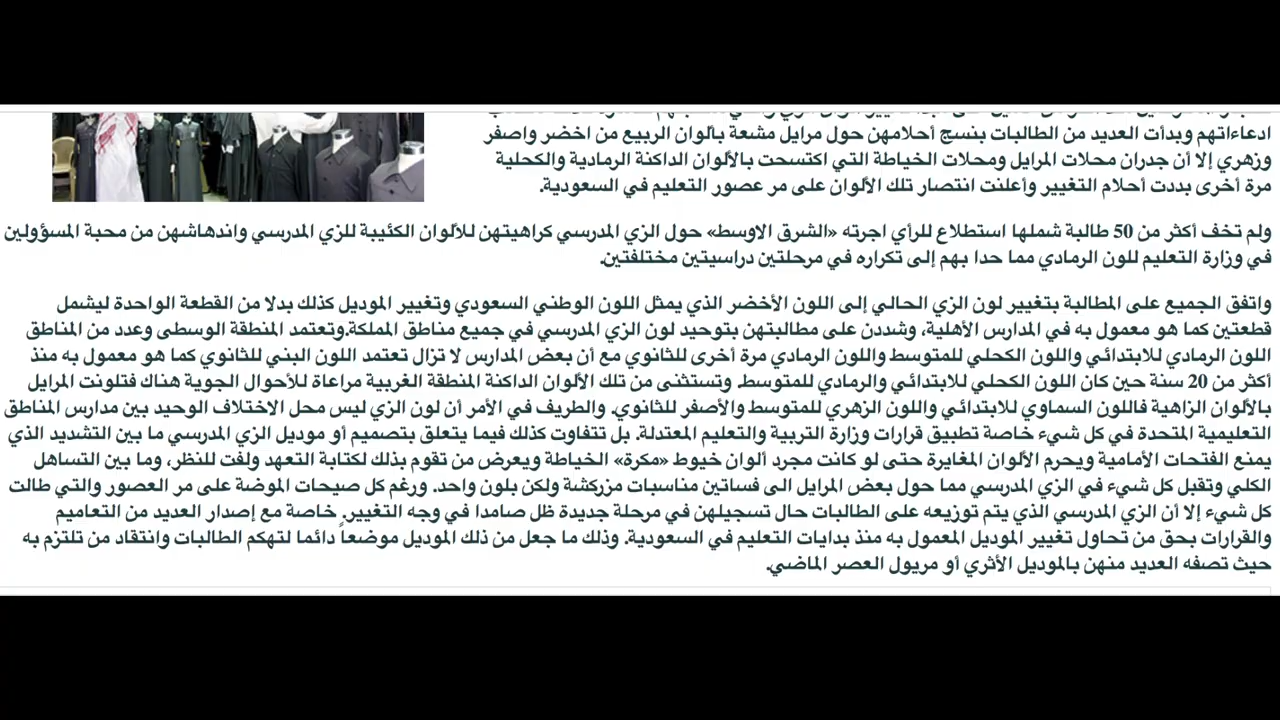 ادعاءاتهم وبدأت العديد من الطالبات بنسج أحلامهن حول مرايل مشعة بألوان الربيع من اخضر واصفر
وزهري إلا أن جدران محلات المرايل ومحلات الخياطة التي اكتسحت بالألوان الداكنة الرمادية والكحلية
مرة أخرى بددت أحلام التغيير وأعلنت انتصار تلك الألوان على مر عصور التعليم في السعودية.
ولم تخف أكثر من 50 طالبة شملها استطلاع للرأي اجرته «الشرق الاوسط» حول الزي المدرسي كراهيتهن للألوان الكئيبة للزي المدرسي واندهاشهن من محبة المسؤولين
في وزارة التعليم للون الرمادي مما حدا بهم إلى تكراره في مرحلتين دراسيتين مختلفتين.
واتفق الجميع على المطالبة بتغيير لون الزي الحالي إلى اللون الأخضر الذي يمثل اللون الوطني السعودي وتغيير الموديل كذلك بدلا من القطعة الواحدة ليشمل
قطعتين كما هو معمول به في المدارس الأهلية، وشددن على مطالبتهن بتوحيد لون الزي المدرسي في جميع مناطق المملكة.وتعتمد المنطقة الوسطى وعدد من المناطق
اللون الرمادي للابتدائي واللون الكحلي للمتوسط واللون الرمادي مرة أخرى للثانوي مع أن بعض المدارس لا تزال تعتمد اللون البني للثانوي كما هو معمول به منذ
أكثر من 20 سنة حين كان اللون الكحلي للابتدائي والرمادي للمتوسط. وتستثنى من تلك الألوان الداكنة المنطقة الغربية مراعاة للأحوال الجوية هناك فتلونت المرايل
بالألوان الزاهية فاللون السماوي للابتدائي واللون الزهري للمتوسط والأصفر للثانوي. والطريف في الأمر أن لون الزي ليس محل الاختلاف الوحيد بين مدارس المناطق
التعليمية المتحدة في كل شيء خاصة تطبيق قرارات وزارة التربية والتعليم المعتدلة. بل تتفاوت كذلك فيما يتعلق بتصميم أو موديل الزي المدرسي ما بين التشديد الذي
يمنع الفتحات الأمامية ويحرم الألوان المغايرة حتى لو كانت مجرد ألوان خيوط «مكرة» الخياطة ويعرض من تقوم بذلك لكتابة التعهد ولفت للنظر، وما بين التساهل
الكلي وتقبل كل شيء في الزي المدرسي مما حول بعض المرايل الى فساتين مناسبات مزركشة ولكن بلون واحد. ورغم كل صيحات الموضة على مر العصور والتي طالت
كل شيء إلا أن الزي المدرسي الذي يتم توزيعه على الطالبات حال تسجيلهن في مرحلة جديدة ظل صامدا في وجه التغيير. خاصة مع إصدار العديد من التعاميم
والقرارات بحق من تحاول تغيير الموديل المعمول به منذ بدايات التعليم في السعودية. وذلك ما جعل من ذلك الموديل موضعاً دائما لتهكم الطالبات وانتقاد من تلتزم به
حيث تصفه العديد منهن بالموديل الأثري أو مريول العصر الماضي.